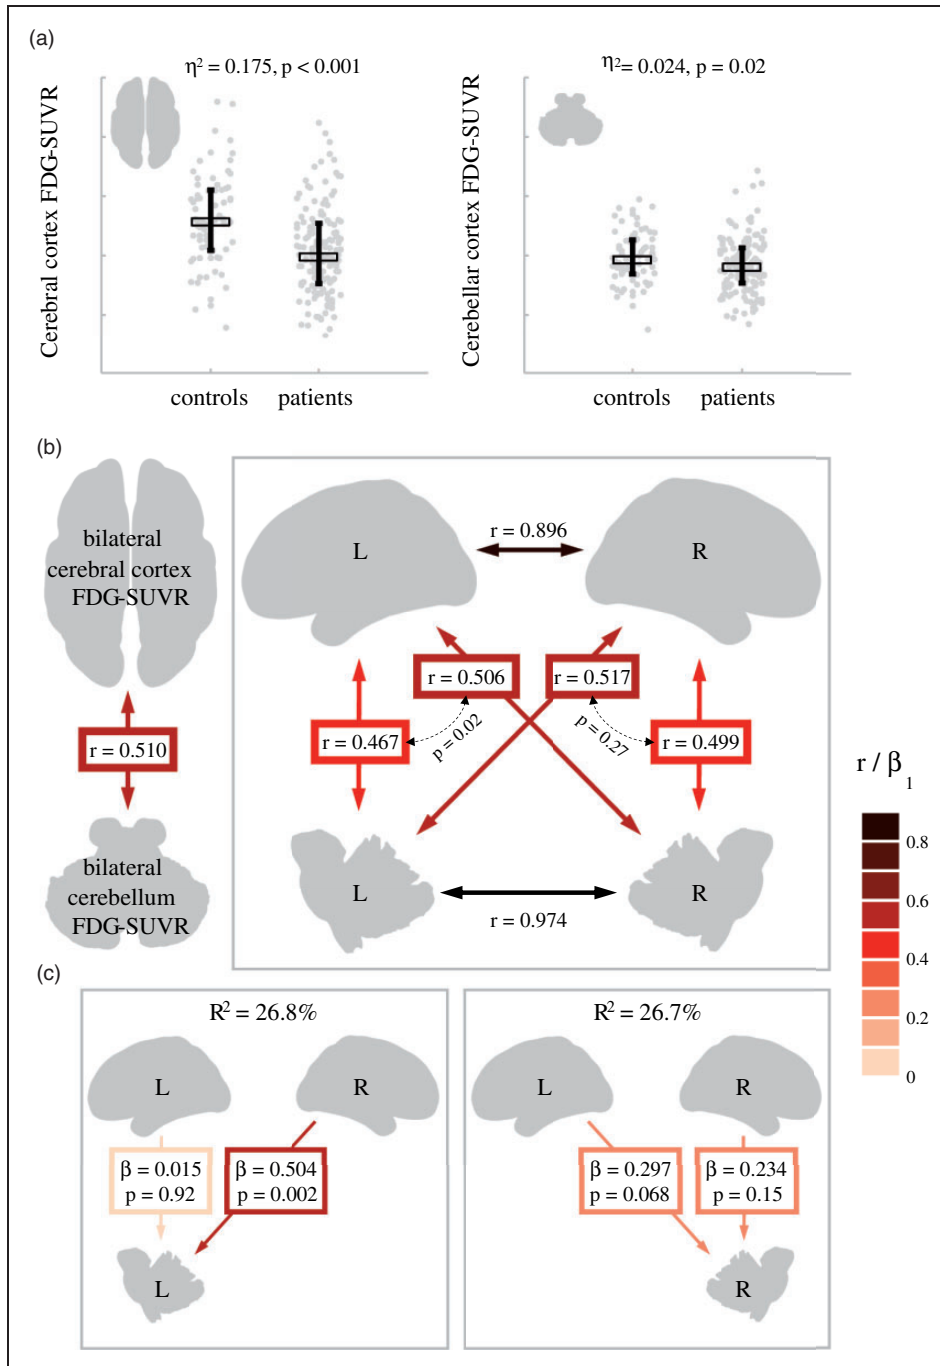 (a)
η² = 0.175, p < 0.001
Cerebral cortex FDG-SUVR
controls patients
η₂= 0.024, p = 0.02
Cerebellar cortex FDG-SUVR
controls patients
(b)
bilateral
cerebral cortex
FDG-SUVR
r = 0.510
bilateral
cerebellum
FDG-SUVR
L
r = 0.896
R
r = 0.506
r = 0.517
r = 0.467
p = 0.02
p = 0.27
r = 0.499
L
r = 0.974
R
r / β₁
0.8
0.6
0.4
0.2
0
(c)
R² = 26.8%
L
R
β = 0.015
p = 0.92
β = 0.504
p = 0.002
L
R² = 26.7%
L
R
β = 0.297
p = 0.068
β = 0.234
p = 0.15
R